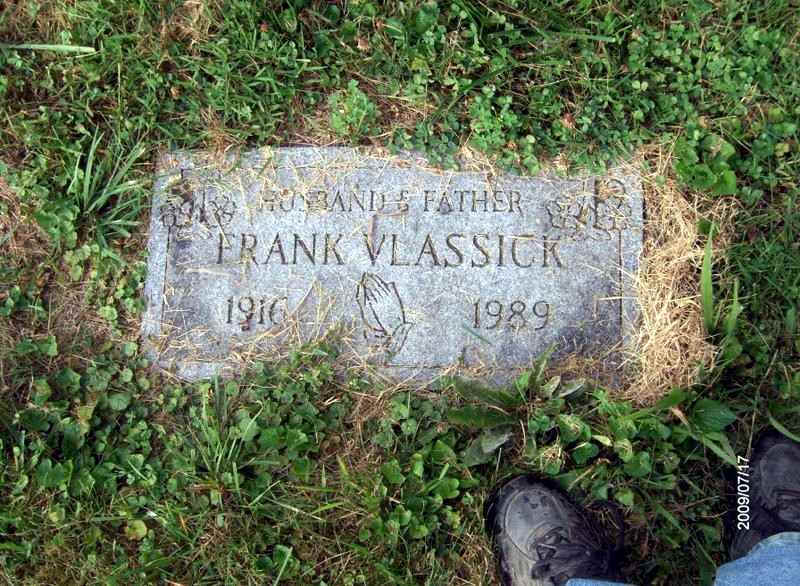 HUSBAND & FATHER
FRANK VLASSICK
1916 1989
2009/07/17